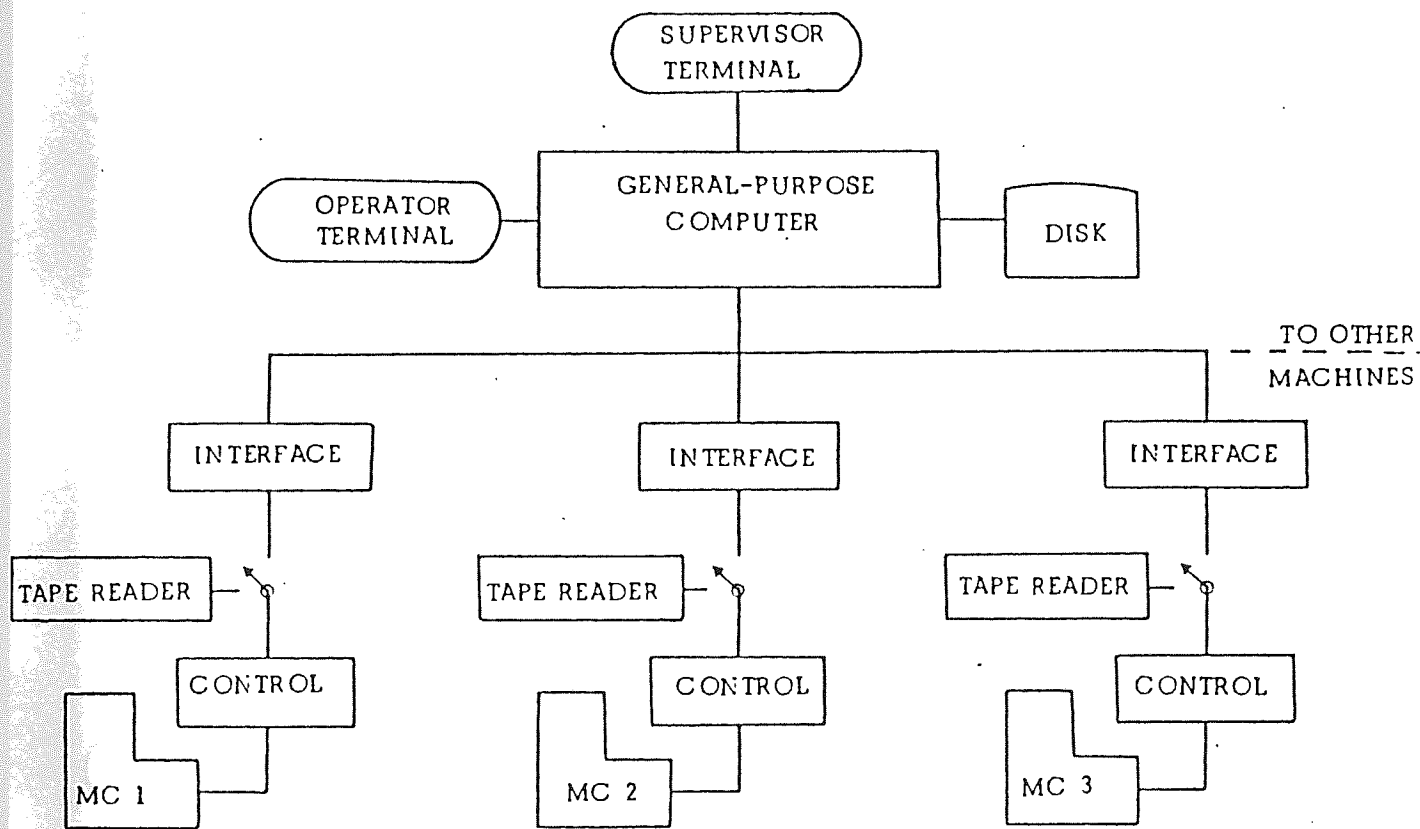 SUPERVISOR
TERMINAL
GENERAL-PURPOSE
COMPUTER
OPERATOR
TERMINAL
DISK
TO OTHER
MACHINES
INTERFACE
INTERFACE
INTERFACE
TAPE READER
TAPE READER
TAPE READER
CONTROL
CONTROL
CONTROL
MC 1
MC 2
MC 3